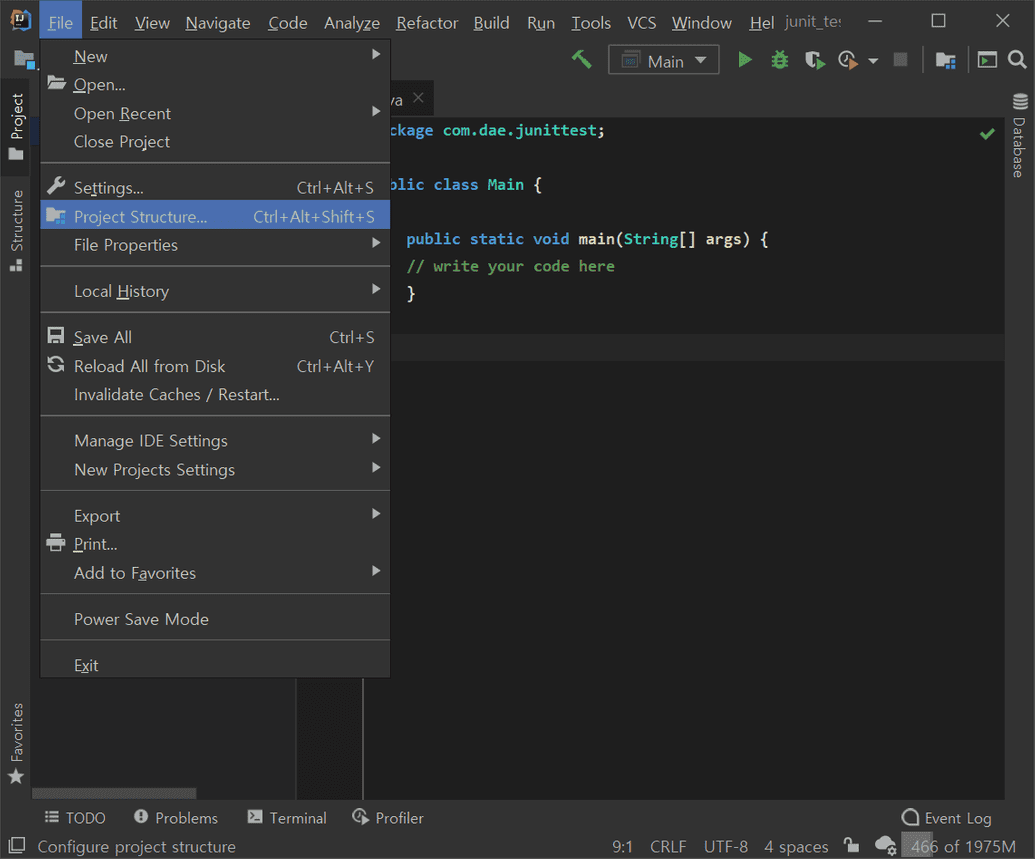 File Edit View Navigate Code Analyze Refactor Build Run Tools VCS Window Hel junit_tes
Main
New
Open...
Open Recent
Close Project
Settings... Ctrl+Alt+S
Project Structure... Ctrl+Alt+Shift+S
File Properties
Local History
Save All Ctrl+S
Reload All from Disk Ctrl+Alt+Y
Invalidate Caches / Restart...
Manage IDE Settings
New Projects Settings
Export
Print...
Add to Favorites
Power Save Mode
Exit
va
ckage com.dae.junittest;
blic class Main {
public static void main(String[] args) {
// write your code here
}
Project
Structure
Favorites
Database
TODO Problems Terminal Profiler Event Log
Configure project structure 9:1 CRLF UTF-8 4 spaces 466 of 1975M